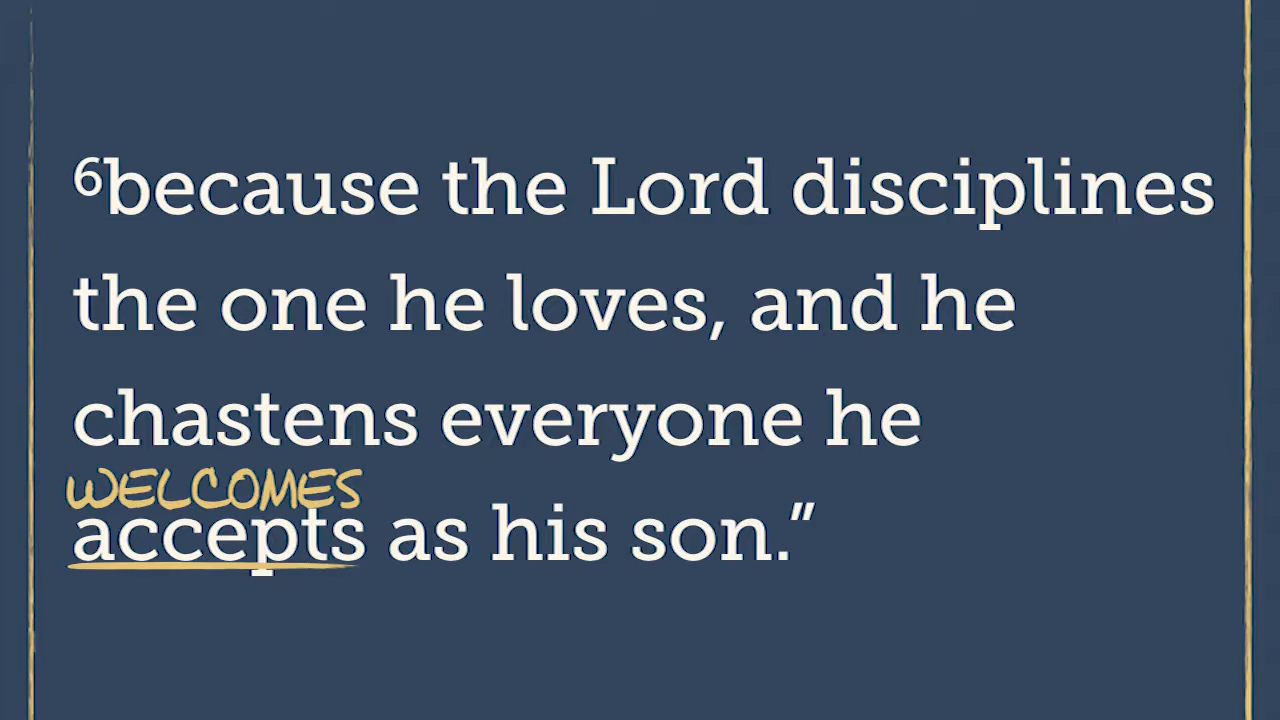 ⁶because the Lord disciplines
the one he loves, and he
chastens everyone he
WELCOMES
accepts as his son.”